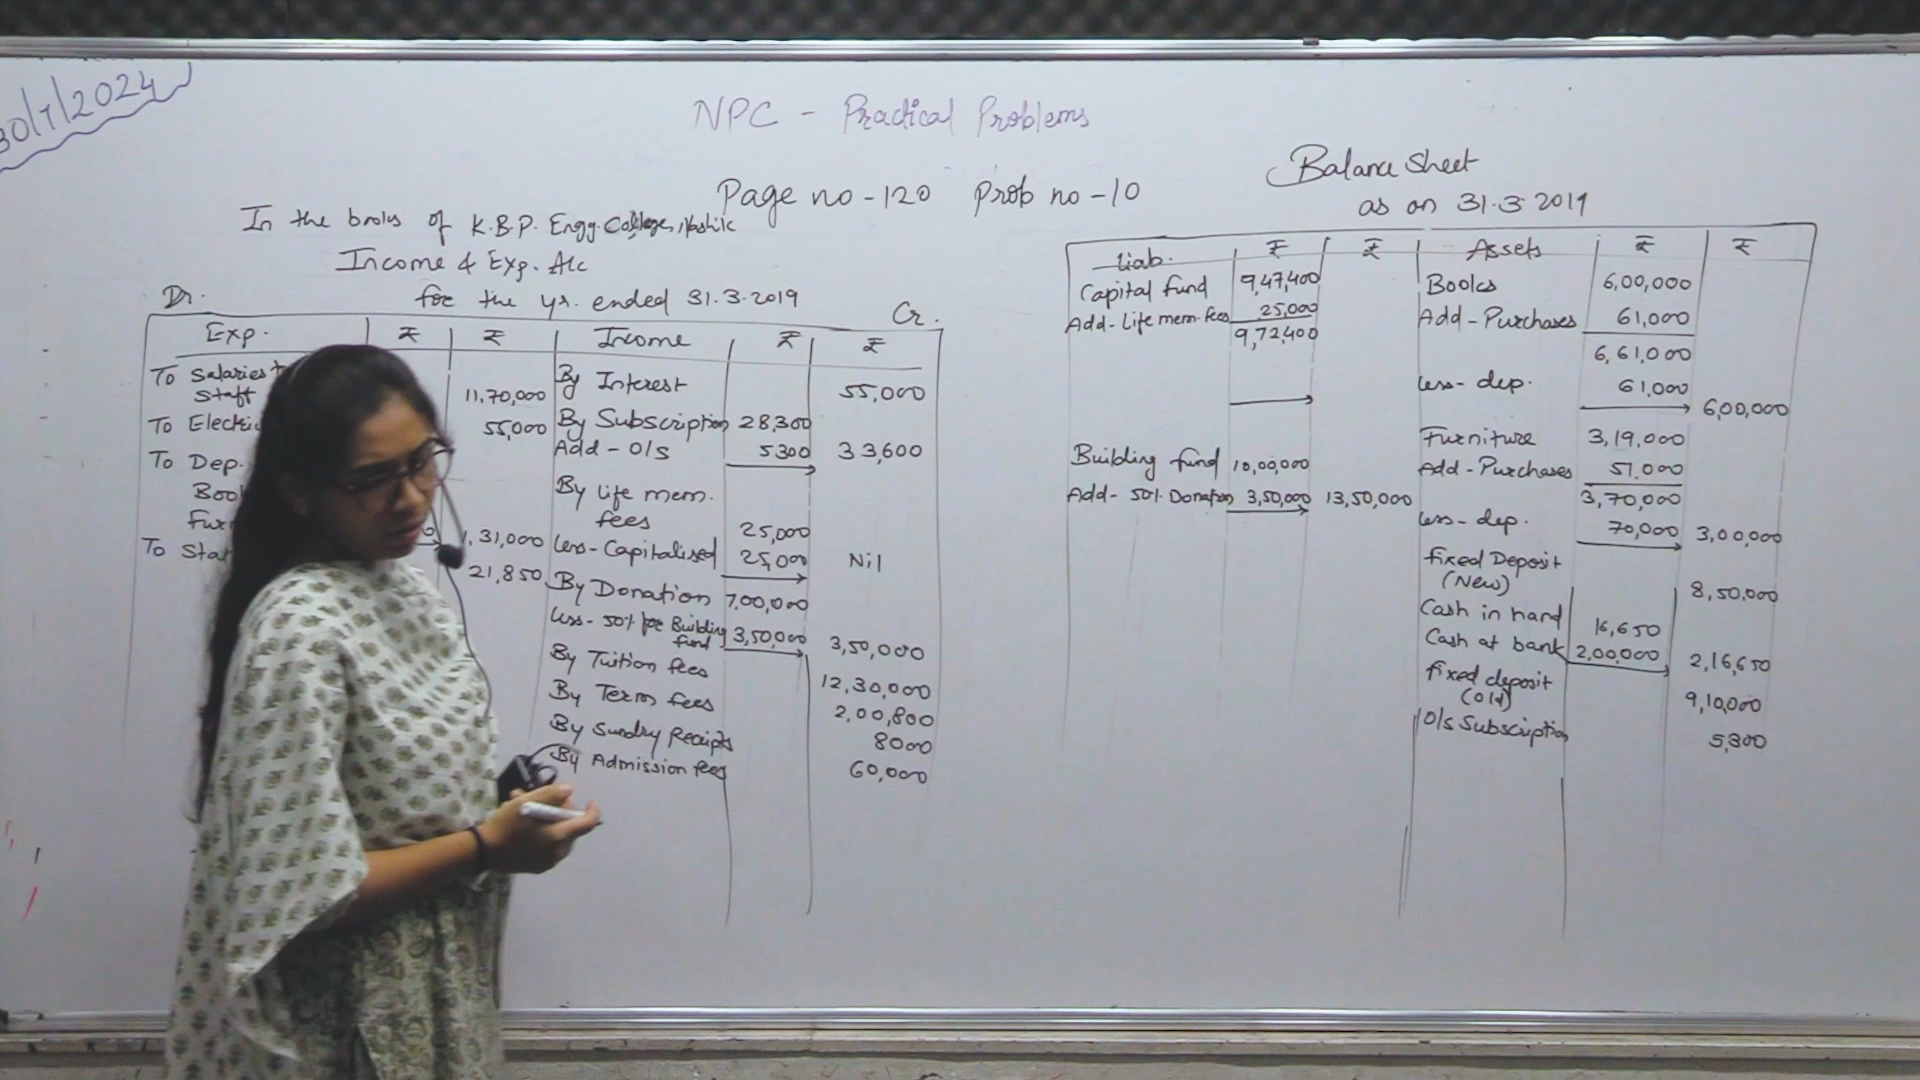 30/7/2024
NPC - Practical Problems
Page no - 120 Prob no - 10
In the books of K.B.P. Engg. College, Nashik
Income & Exp. A/c
for the yr. ended 31.3.2019
Dr. Cr.
Exp. ₹ ₹ Income ₹ ₹
To Salaries
Staff 11,70,000
To 55,000
To Dep.
1,31,000
To 21,850
By Interest 55,000
By Subscription 28,300
Add - O/s 5300 33,600
By life mem.
fees 25,000
less - Capitalised 25,000 Nil
By Donation 7,00,000
less - 50% for Building
fund 3,50,000 3,50,000
By Tuition fees 12,30,000
By Term fees 2,00,800
By Sundry Receipts 8000
By Admission fees 60,000
Balance Sheet
as on 31.3.2019
Liab. ₹ ₹ Assets ₹ ₹
Capital fund 9,47,400
Add - Life mem. fees 25,000
9,72,400
Building fund 10,00,000
Add - 50% Donation 3,50,000 13,50,000
Books 6,00,000
Add - Purchases 61,000
6,61,000
less - dep. 61,000 6,00,000
Furniture 3,19,000
Add - Purchases 51,000
3,70,000
less - dep. 70,000 3,00,000
fixed Deposit
(New) 8,50,000
Cash in hand 16,650
Cash at bank 2,00,000 2,16,650
fixed deposit
(old) 9,10,000
O/s Subscription 5,300